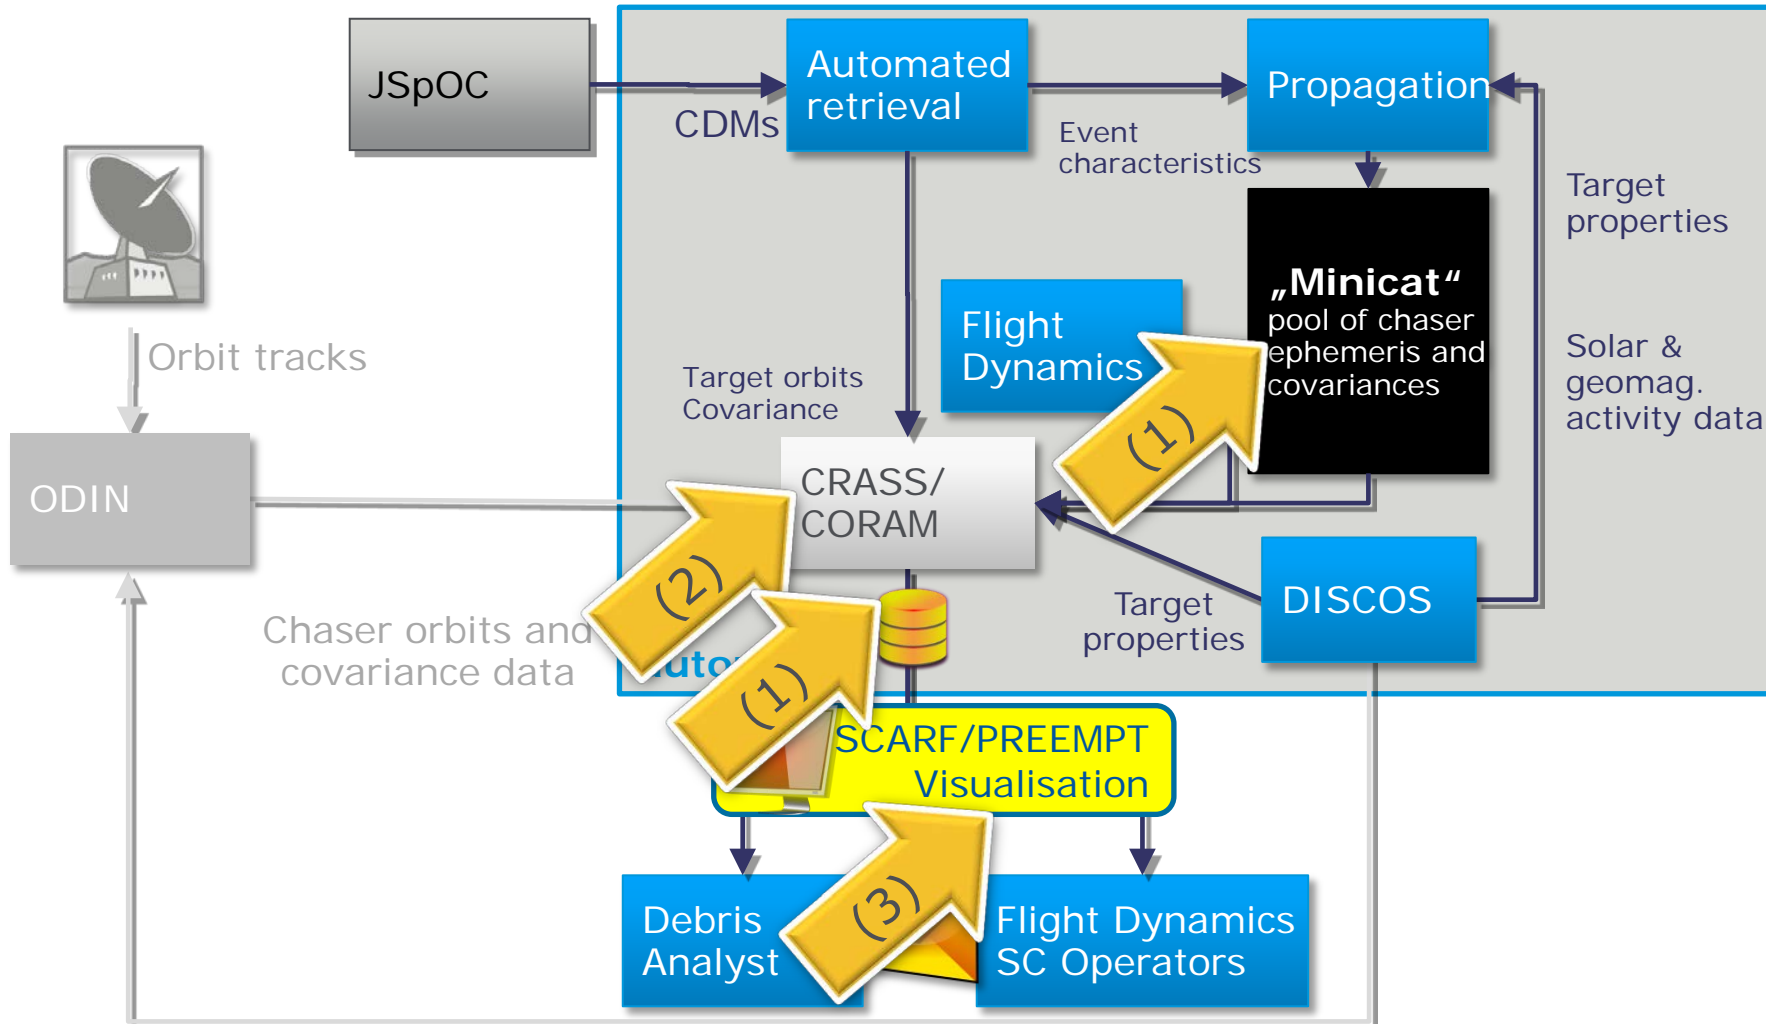 JSpOC
CDMs
Automated
retrieval
Event
characteristics
Propagation
Target
properties
Solar &
geomag.
activity data
„Minicat“
pool of chaser
ephemeris and
covariances
Flight
Dynamics
(1)
Target orbits
Covariance
Orbit tracks
ODIN
CRASS/
CORAM
(2)
Chaser orbits and
covariance data
(1)
Target
properties
DISCOS
SCARF/PREEMPT
Visualisation
(3)
Debris
Analyst
Flight Dynamics
SC Operators